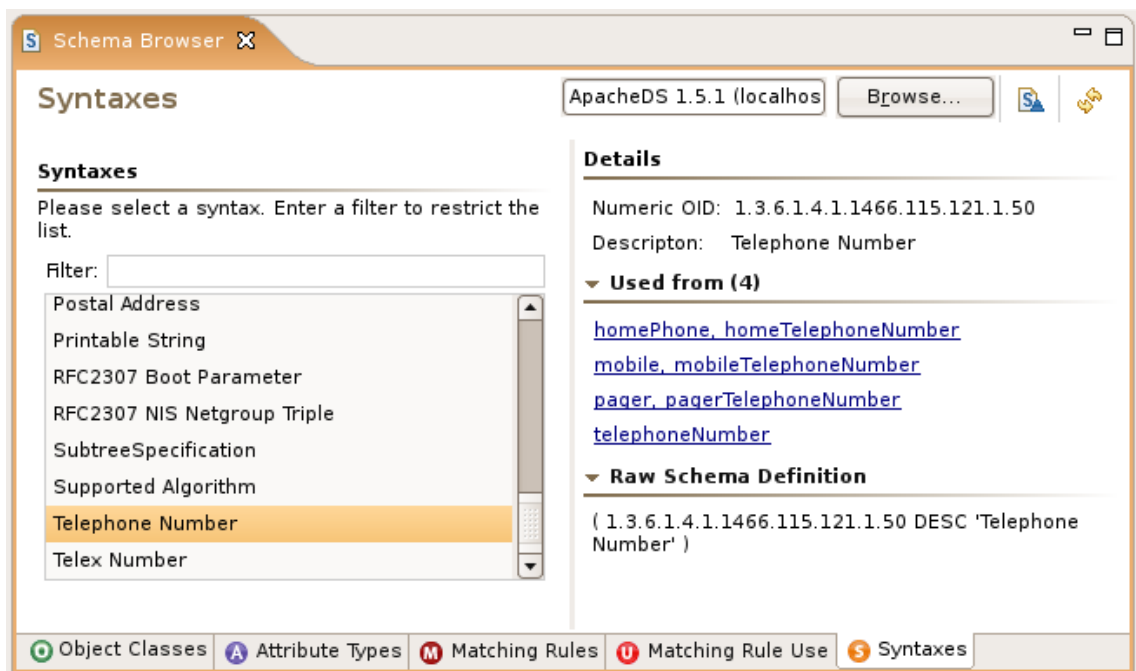 Schema Browser
Syntaxes
ApacheDS 1.5.1 (localhos
Browse...
Syntaxes
Please select a syntax. Enter a filter to restrict the
list.
Filter:
Postal Address
Printable String
RFC2307 Boot Parameter
RFC2307 NIS Netgroup Triple
SubtreeSpecification
Supported Algorithm
Telephone Number
Telex Number
Details
Numeric OID: 1.3.6.1.4.1.1466.115.121.1.50
Descripton: Telephone Number
Used from (4)
homePhone, homeTelephoneNumber
mobile, mobileTelephoneNumber
pager, pagerTelephoneNumber
telephoneNumber
Raw Schema Definition
( 1.3.6.1.4.1.1466.115.121.1.50 DESC 'Telephone
Number' )
Object Classes
Attribute Types
Matching Rules
Matching Rule Use
Syntaxes